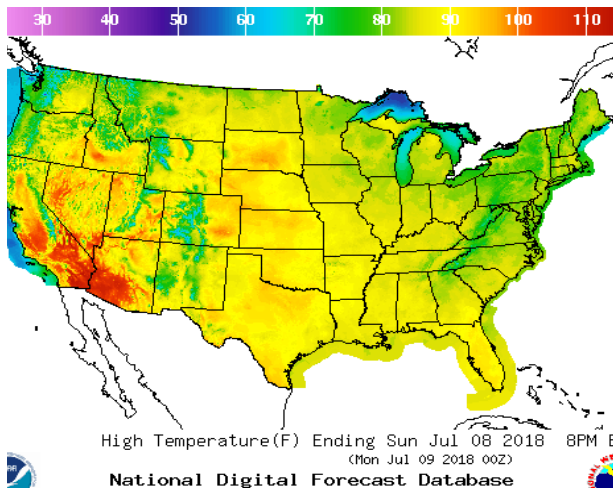 30 40 50 60 70 80 90 100 110
High Temperature(F) Ending Sun Jul 08 2018 8PM E
(Mon Jul 09 2018 00Z)
National Digital Forecast Database